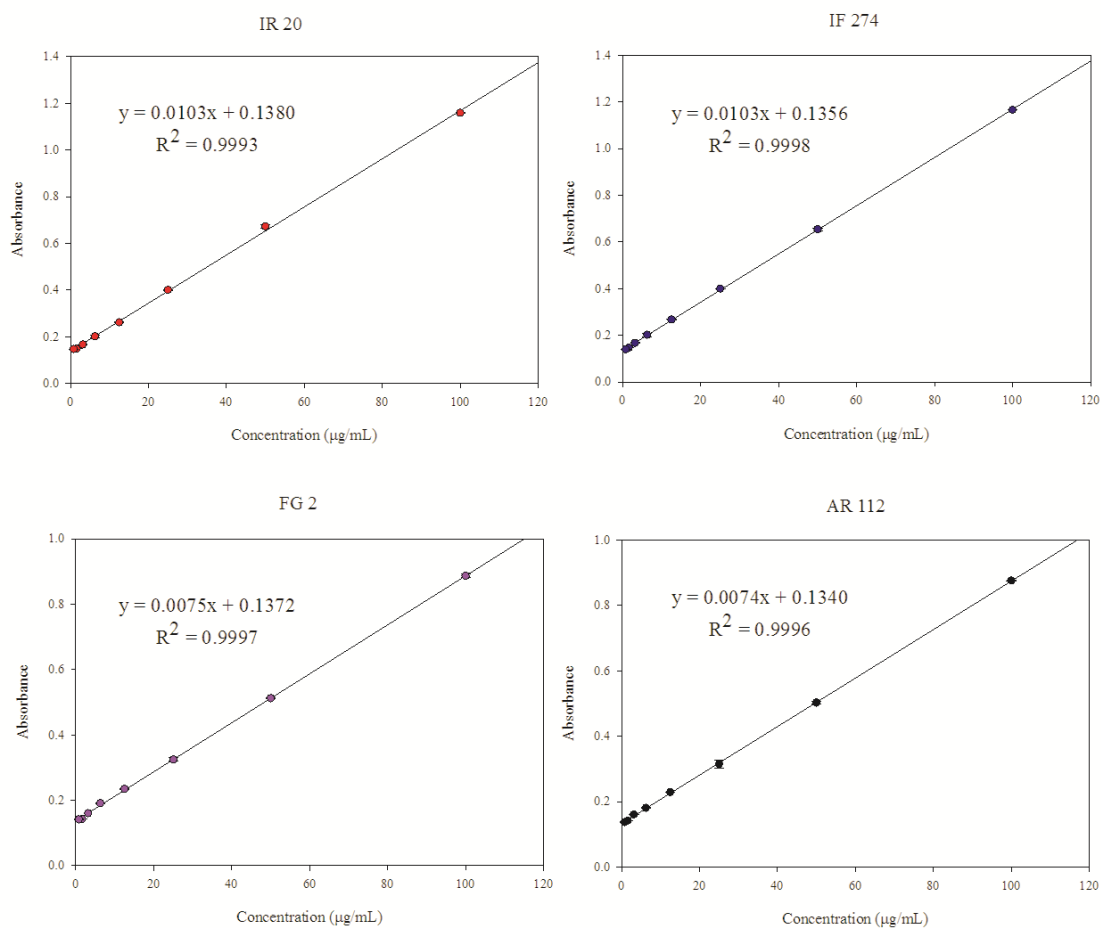 IR 20
y = 0.0103x + 0.1380
R² = 0.9993
Absorbance
1.4
1.2
1.0
0.8
0.6
0.4
0.2
0.0
0 20 40 60 80 100 120
Concentration (µg/mL)
IF 274
y = 0.0103x + 0.1356
R² = 0.9998
Absorbance
1.4
1.2
1.0
0.8
0.6
0.4
0.2
0.0
0 20 40 60 80 100 120
Concentration (µg/mL)
FG 2
y = 0.0075x + 0.1372
R² = 0.9997
Absorbance
1.0
0.8
0.6
0.4
0.2
0.0
0 20 40 60 80 100 120
Concentration (µg/mL)
AR 112
y = 0.0074x + 0.1340
R² = 0.9996
Absorbance
1.0
0.8
0.6
0.4
0.2
0.0
0 20 40 60 80 100 120
Concentration (µg/mL)